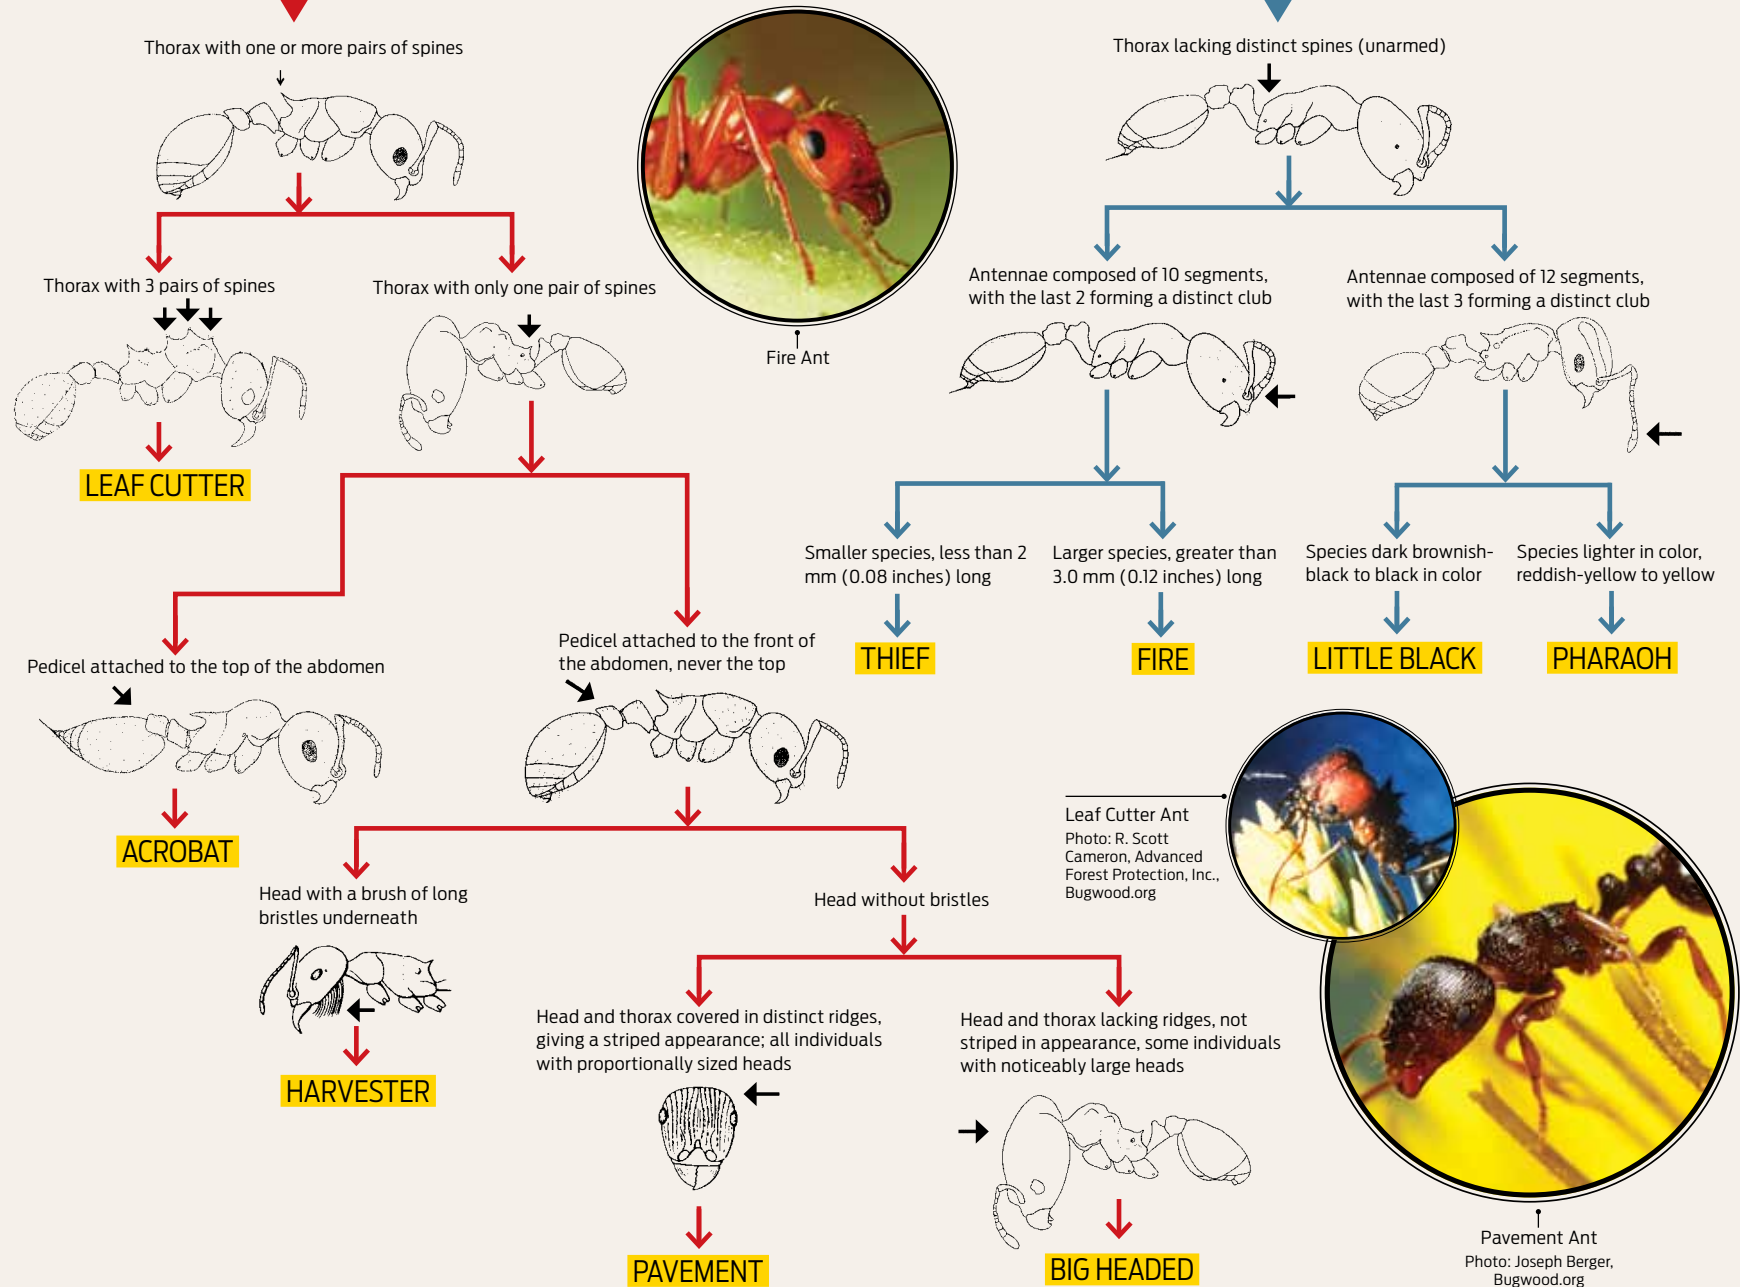 Thorax with one or more pairs of spines
Thorax lacking distinct spines (unarmed)
Fire Ant
Thorax with 3 pairs of spines
Thorax with only one pair of spines
Antennae composed of 10 segments,
with the last 2 forming a distinct club
Antennae composed of 12 segments,
with the last 3 forming a distinct club
LEAF CUTTER
Smaller species, less than 2
mm (0.08 inches) long
Larger species, greater than
3.0 mm (0.12 inches) long
Species dark brownish-
black to black in color
Species lighter in color,
reddish-yellow to yellow
THIEF
FIRE
LITTLE BLACK
PHARAOH
Pedicel attached to the top of the abdomen
Pedicel attached to the front of
the abdomen, never the top
ACROBAT
Leaf Cutter Ant
Photo: R. Scott
Cameron, Advanced
Forest Protection, Inc.,
Bugwood.org
Head with a brush of long
bristles underneath
Head without bristles
HARVESTER
Head and thorax covered in distinct ridges,
giving a striped appearance; all individuals
with proportionally sized heads
Head and thorax lacking ridges, not
striped in appearance, some individuals
with noticeably large heads
PAVEMENT
BIG HEADED
Pavement Ant
Photo: Joseph Berger,
Bugwood.org